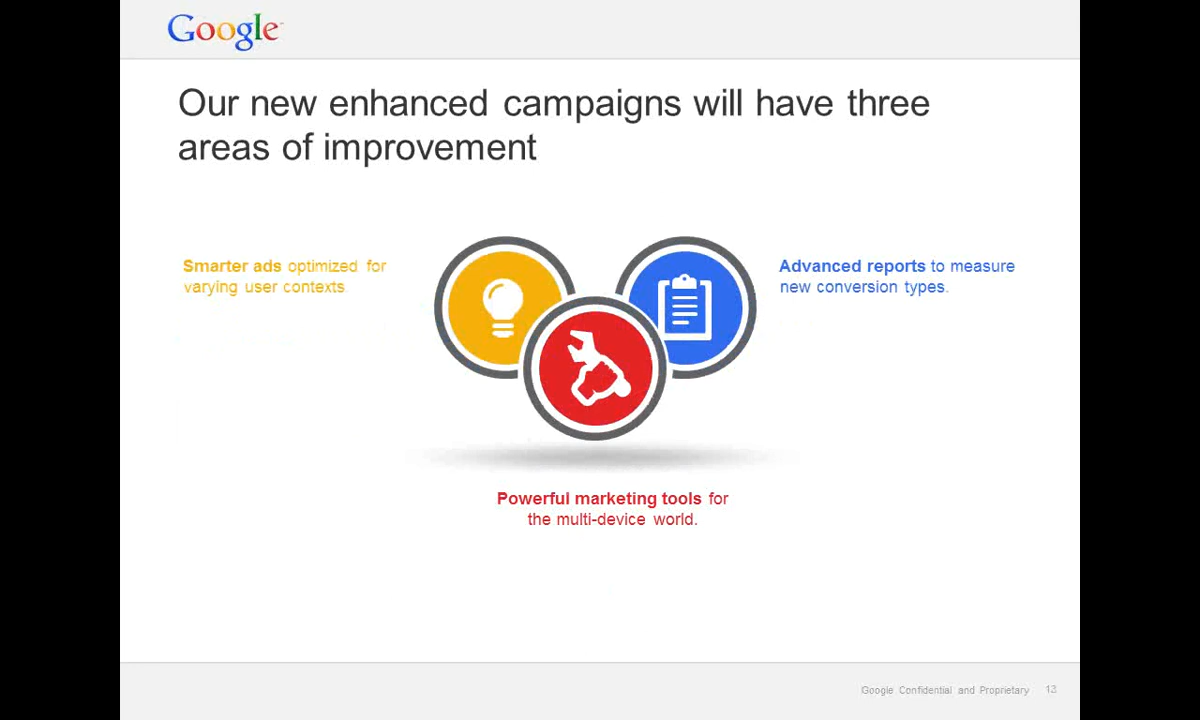 Google
Our new enhanced campaigns will have three
areas of improvement
Smarter ads optimized for
varying user contexts
Advanced reports to measure
new conversion types.
Powerful marketing tools for
the multi-device world.
Google Confidential and Proprietary 13